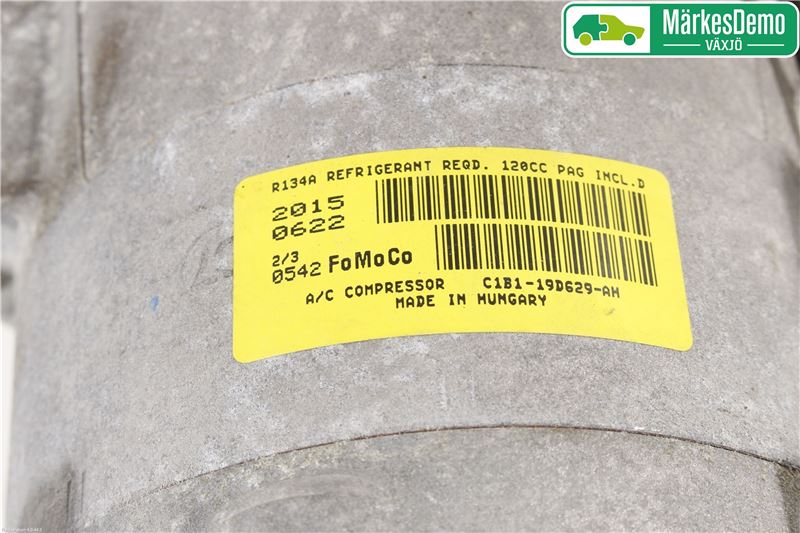 MärkesDemo
VÄXJÖ
R134A REFRIGERANT REQD. 120CC PAG INCL.D
2015
0622
2/3
0542 FoMoCo
A/C COMPRESSOR C1B1-19D629-AH
MADE IN HUNGARY